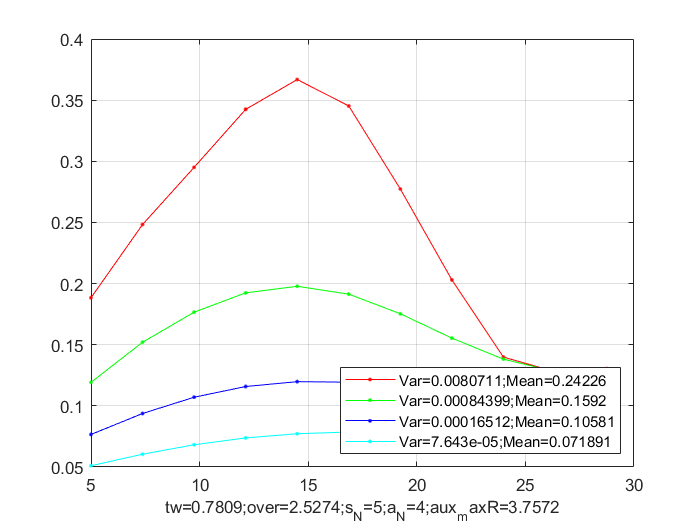 0.4
0.35
0.3
0.25
0.2
0.15
0.1
0.05
Var=0.0080711;Mean=0.24226
Var=0.00084399;Mean=0.1592
Var=0.00016512;Mean=0.10581
Var=7.643e-05;Mean=0.071891
5 10 15 20 25 30
tw=0.7809;over=2.5274;s_N=5;a_N=4;aux_maxR=3.7572